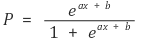 P = e^{ax + b} / (1 + e^{ax + b})